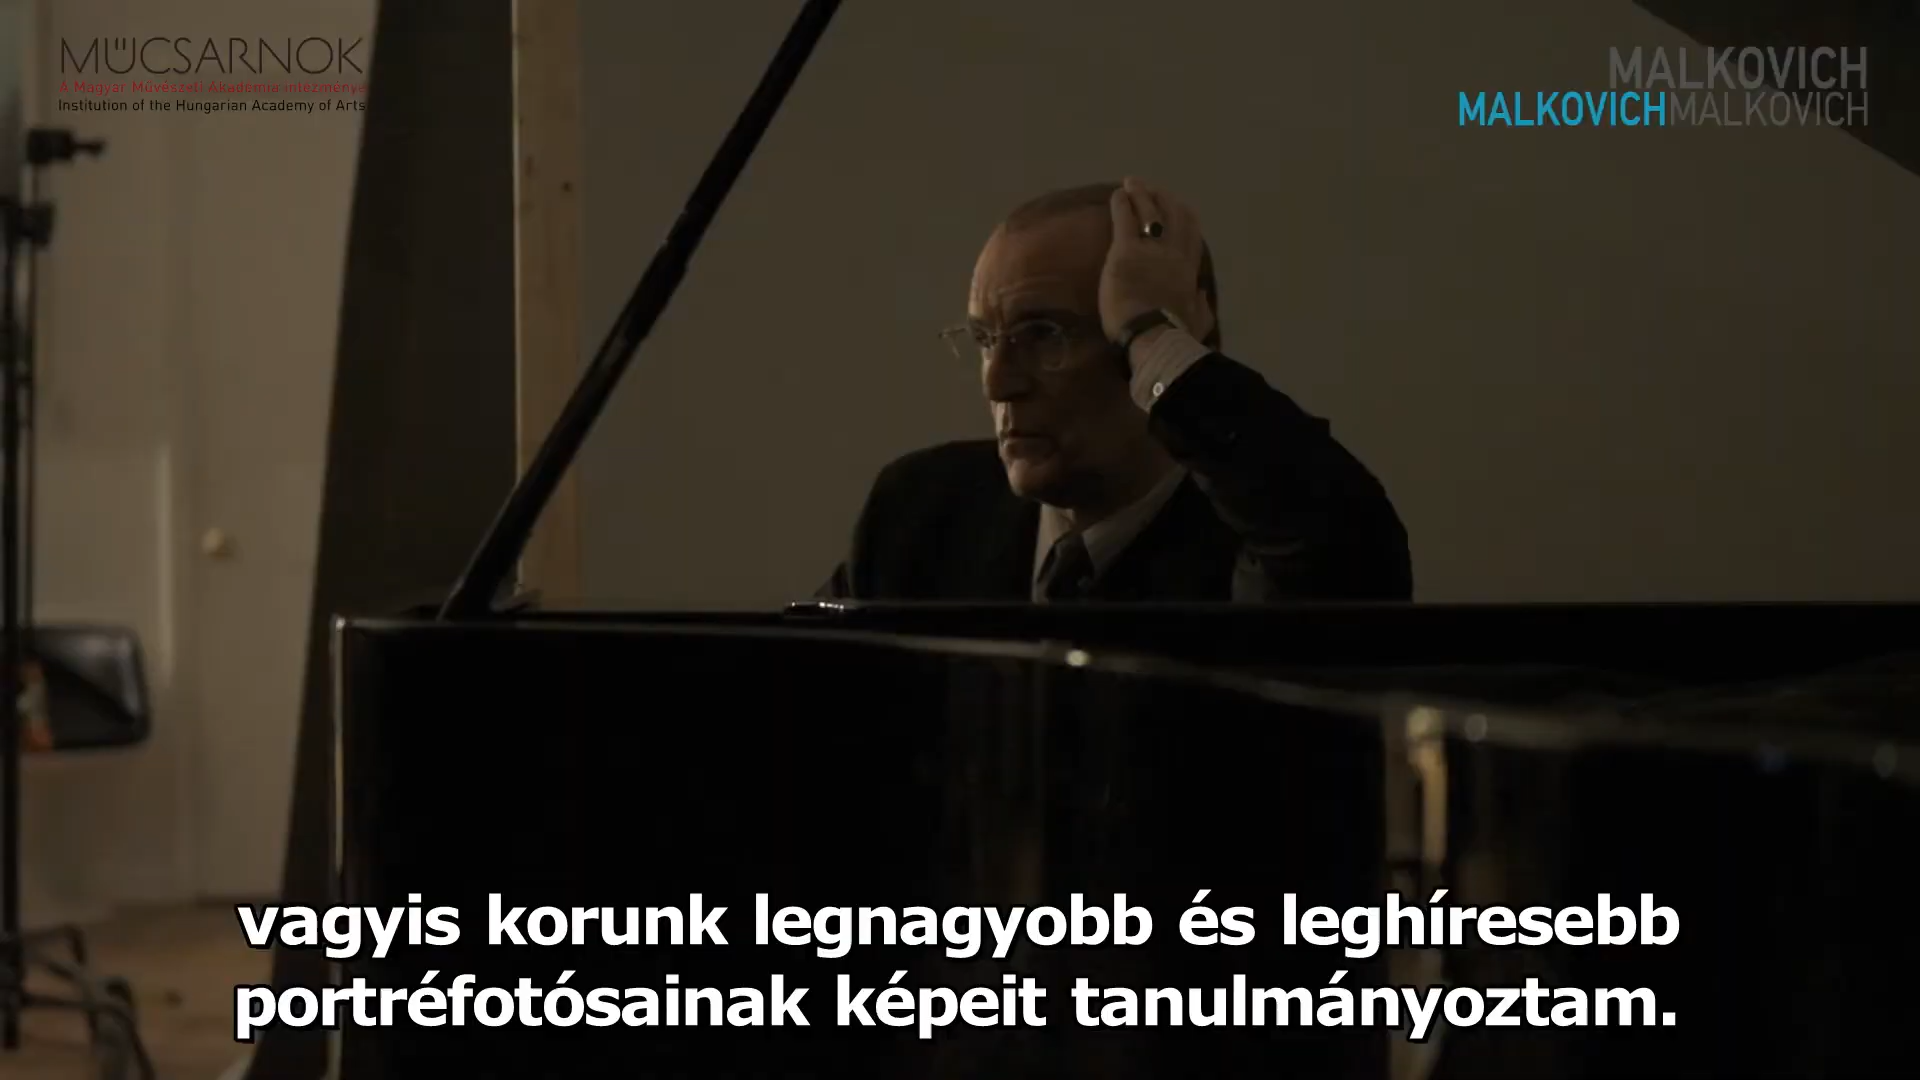 MŰCSARNOK
A Magyar Művészeti Akadémia intézménye
Institution of the Hungarian Academy of Arts
MALKOVICH
MALKOVICHMALKOVICH
vagyis korunk legnagyobb és leghíresebb
portréfotósainak képeit tanulmányoztam.